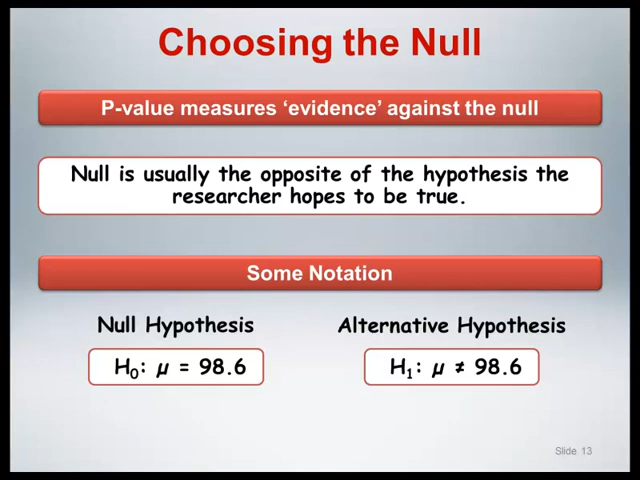 Choosing the Null
P-value measures ‘evidence’ against the null
Null is usually the opposite of the hypothesis the
researcher hopes to be true.
Some Notation
Null Hypothesis
Alternative Hypothesis
H₀: μ = 98.6
H₁: μ ≠ 98.6
Slide 13